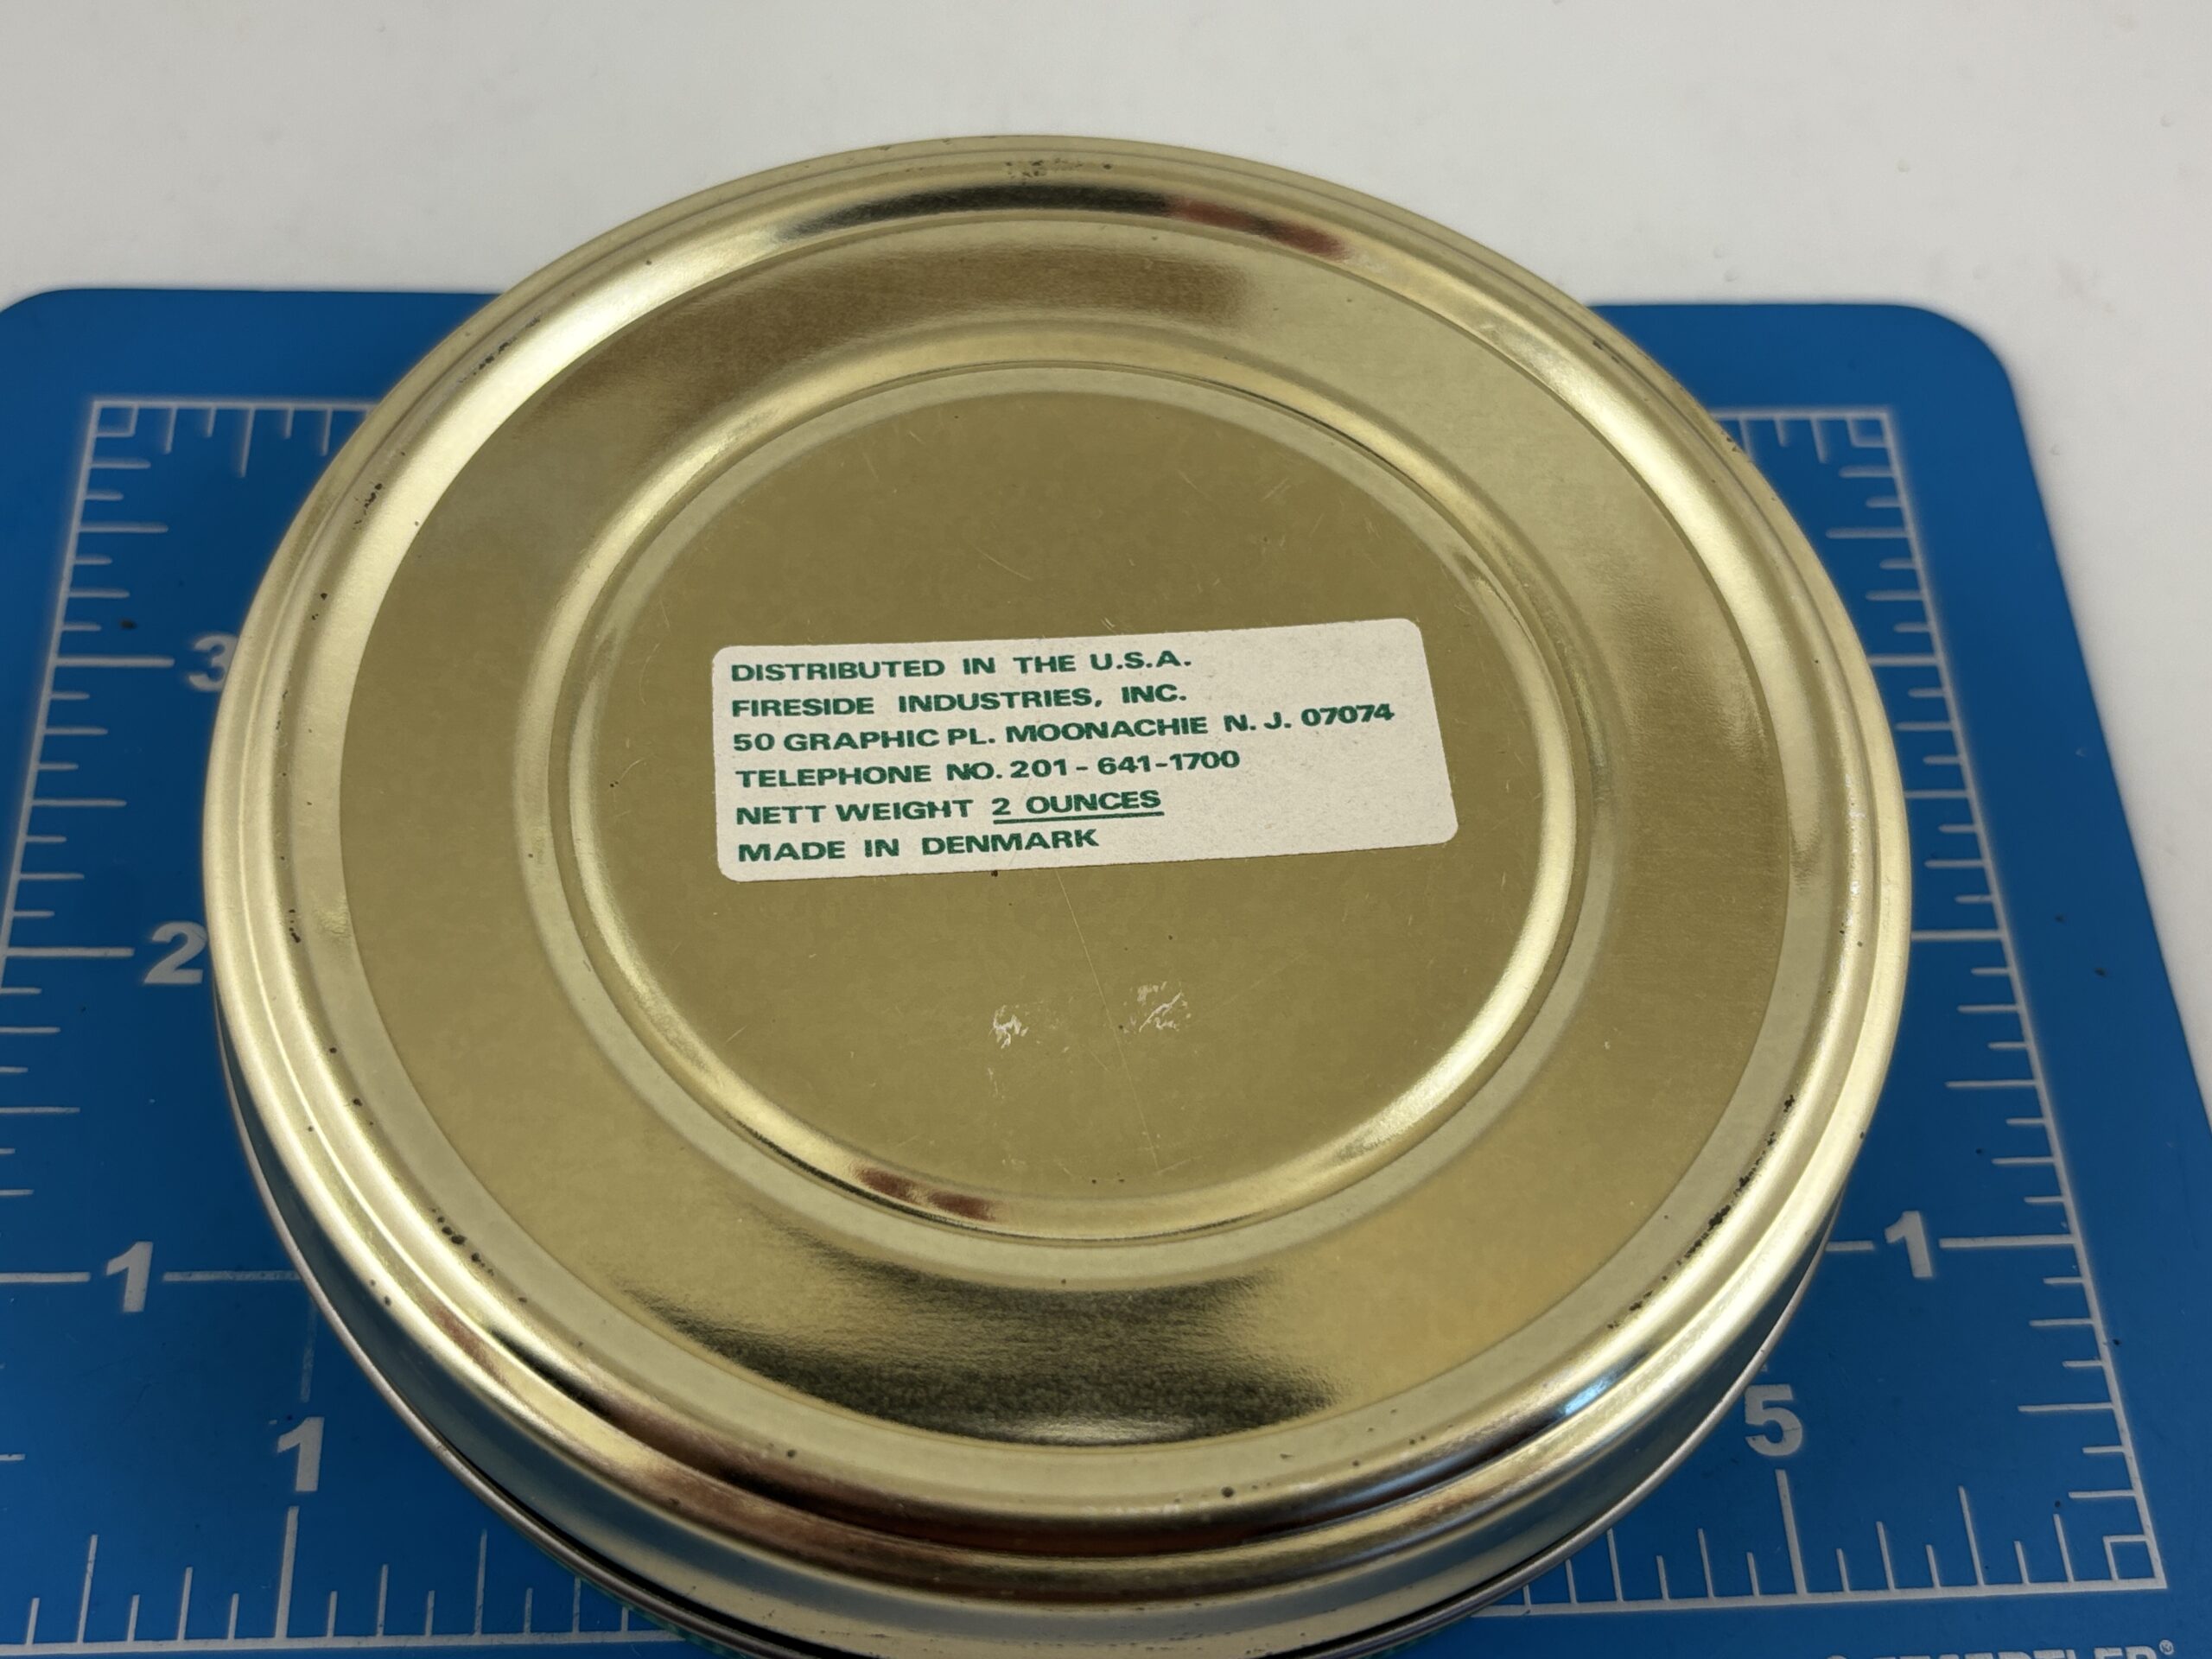 DISTRIBUTED IN THE U.S.A.
FIRESIDE INDUSTRIES, INC.
50 GRAPHIC PL. MOONACHIE N. J. 07074
TELEPHONE NO. 201 - 641-1700
NETT WEIGHT 2 OUNCES
MADE IN DENMARK
3
2
1
1
1
5